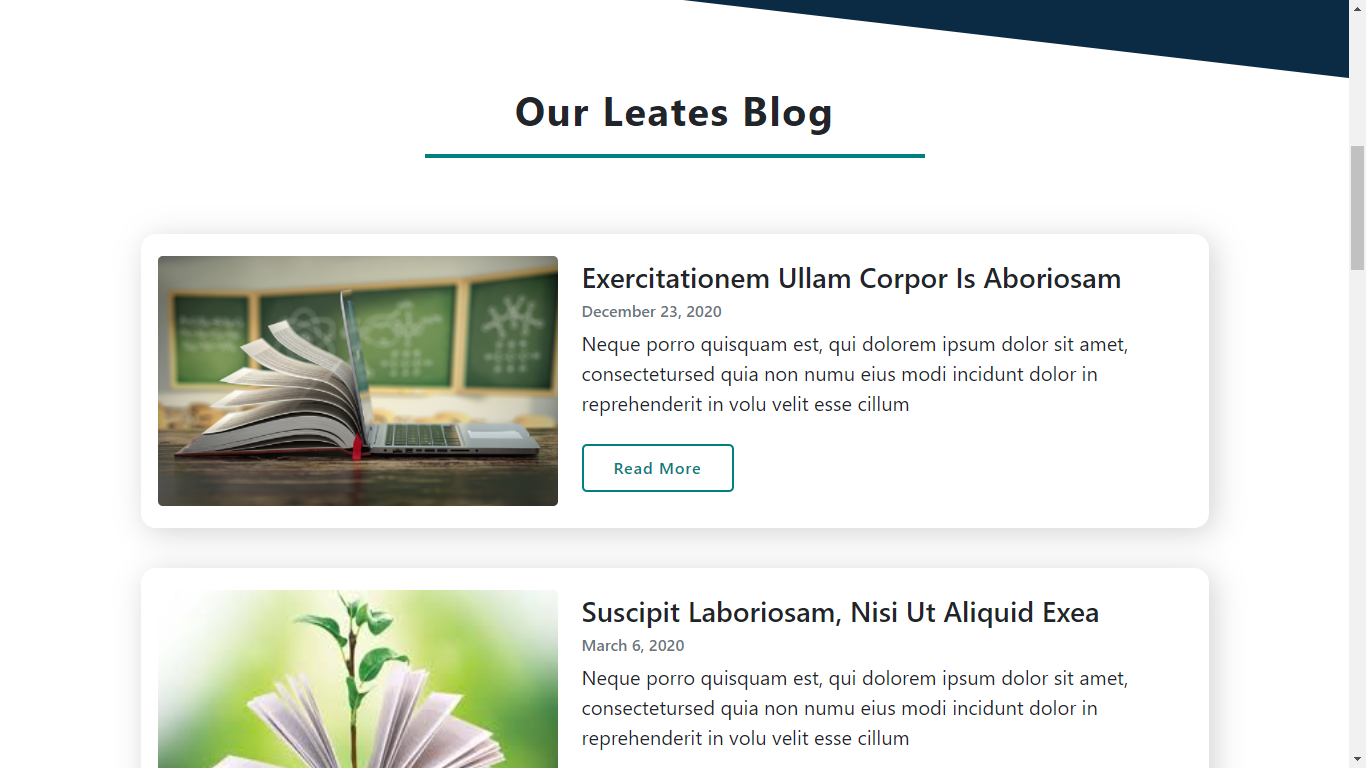 Our Leates Blog
Exercitationem Ullam Corpor Is Aboriosam
December 23, 2020
Neque porro quisquam est, qui dolorem ipsum dolor sit amet,
consectetursed quia non numu eius modi incidunt dolor in
reprehenderit in volu velit esse cillum
Read More
Suscipit Laboriosam, Nisi Ut Aliquid Exea
March 6, 2020
Neque porro quisquam est, qui dolorem ipsum dolor sit amet,
consectetursed quia non numu eius modi incidunt dolor in
reprehenderit in volu velit esse cillum